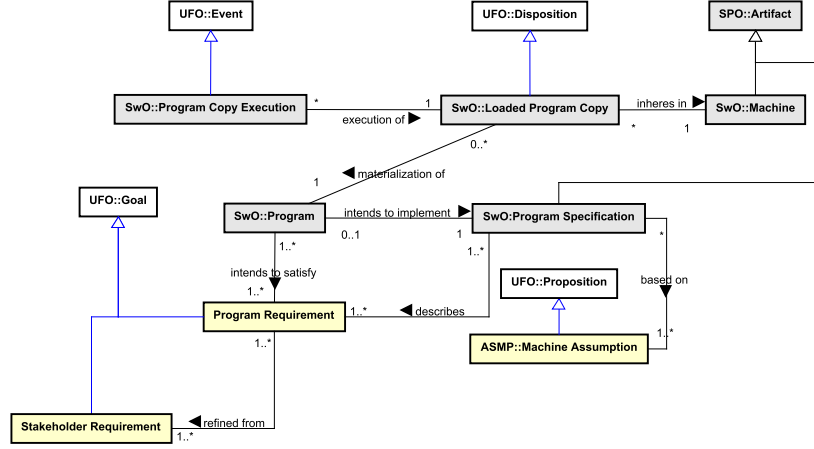 UFO::Event
UFO::Disposition
SPO::Artifact
SwO::Program Copy Execution
*
1
execution of
SwO::Loaded Program Copy
inheres in
*
1
SwO::Machine
0..*
materialization of
1
UFO::Goal
SwO::Program
intends to implement
0..1
1
SwO:Program Specification
1..*
1..*
*
intends to satisfy
1..*
UFO::Proposition
based on
Program Requirement
1..*
describes
1..*
1..*
ASMP::Machine Assumption
Stakeholder Requirement
refined from
1..*